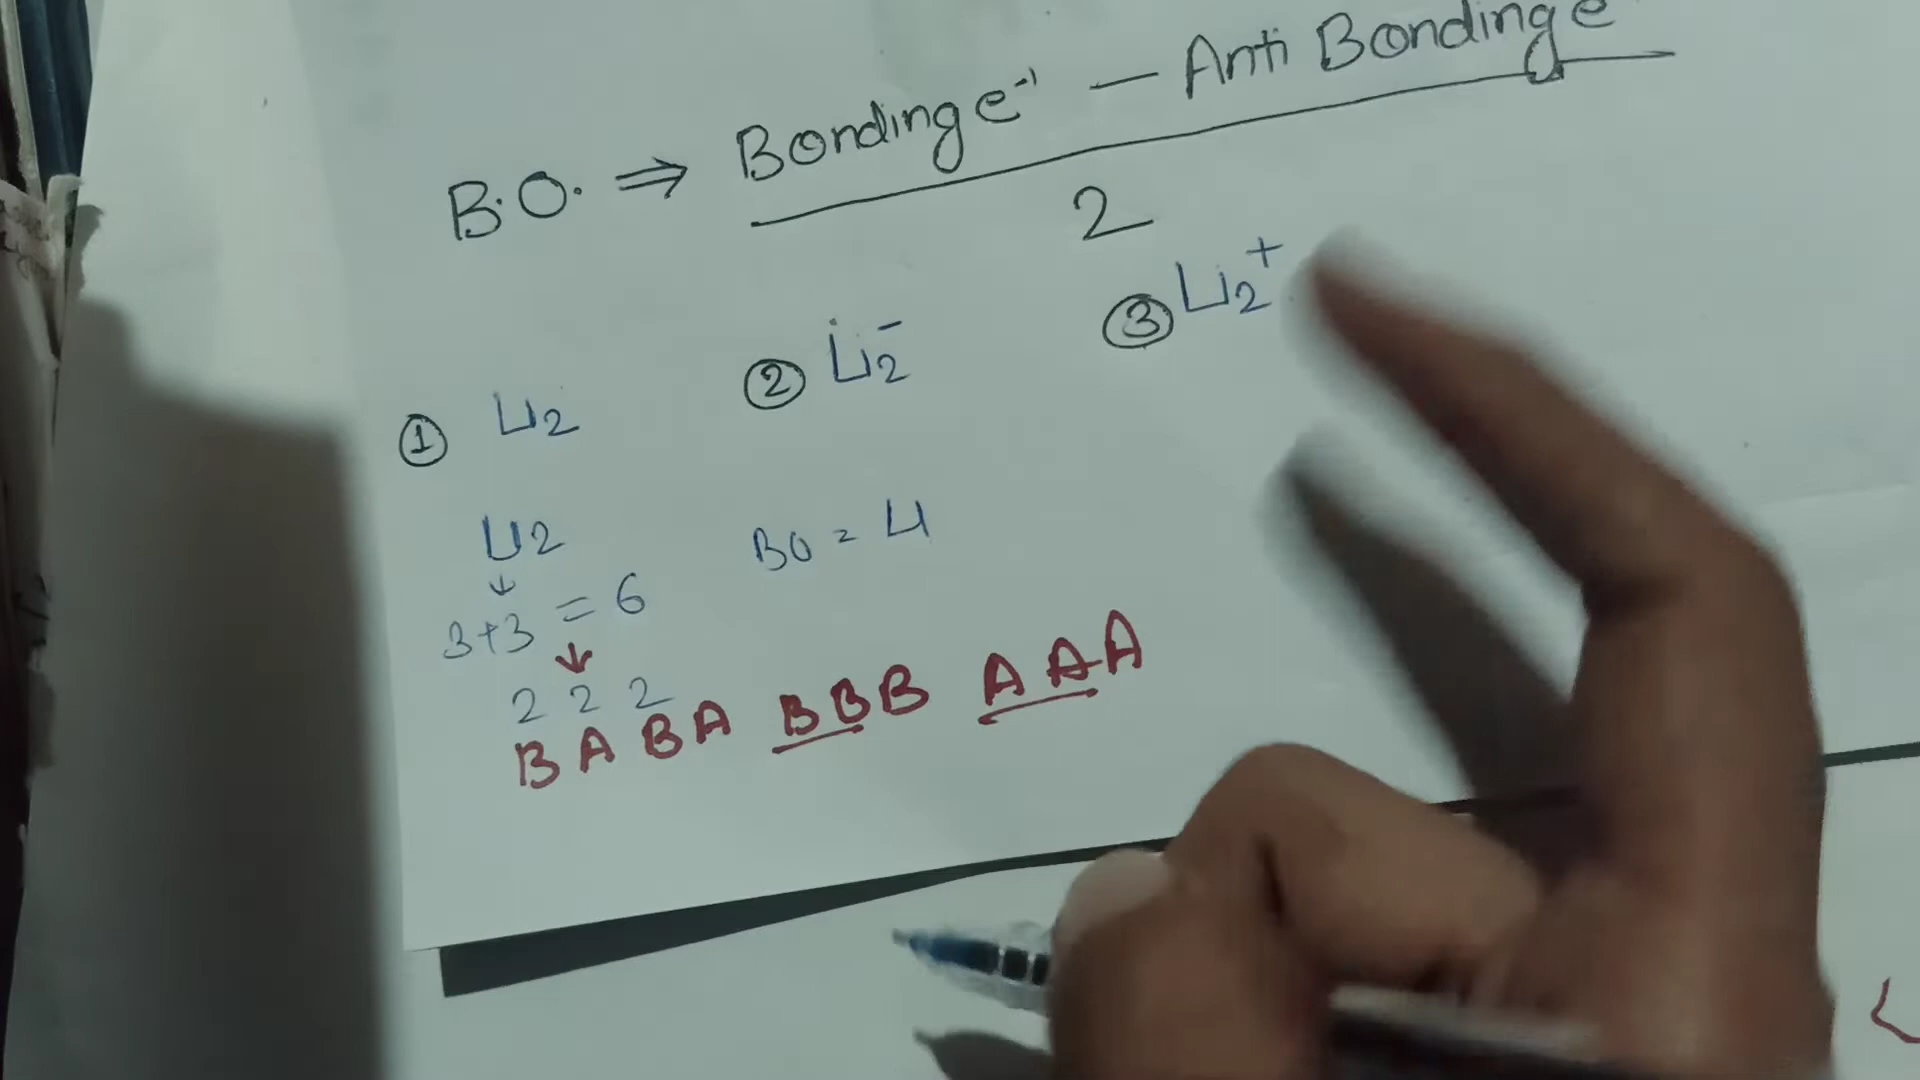 B.O. ⇒ Bonding e⁻¹ — Anti Bonding e⁻
2
① Li₂ ② Li₂⁻ ③ Li₂⁺
Li₂ BO = 4
↓
3+3 = 6
↓
2 2 2
B A B A B B B A A A